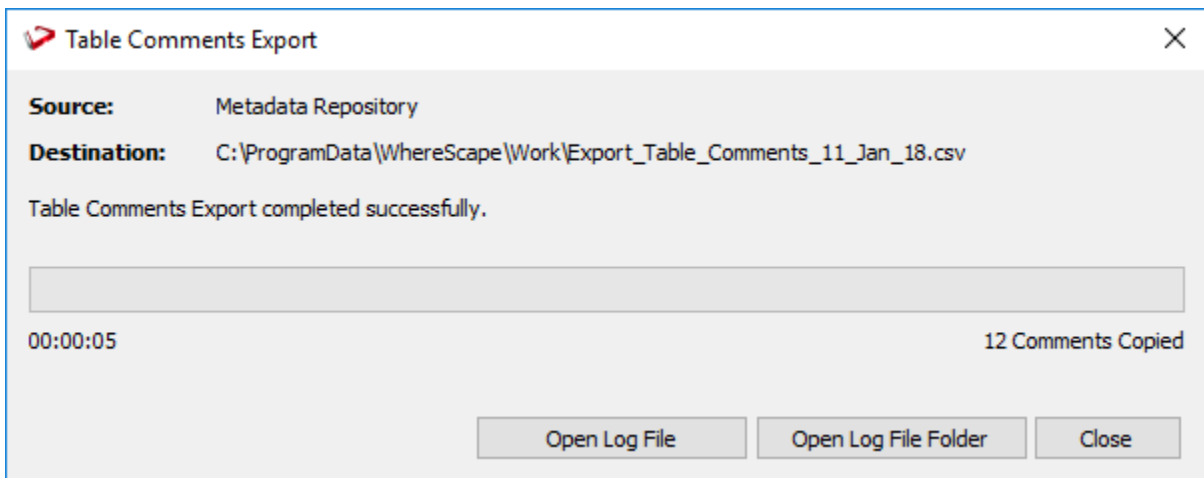 Table Comments Export
Source: Metadata Repository
Destination: C:\ProgramData\WhereScape\Work\Export_Table_Comments_11_Jan_18.csv
Table Comments Export completed successfully.
00:00:05 12 Comments Copied
Open Log File Open Log File Folder Close